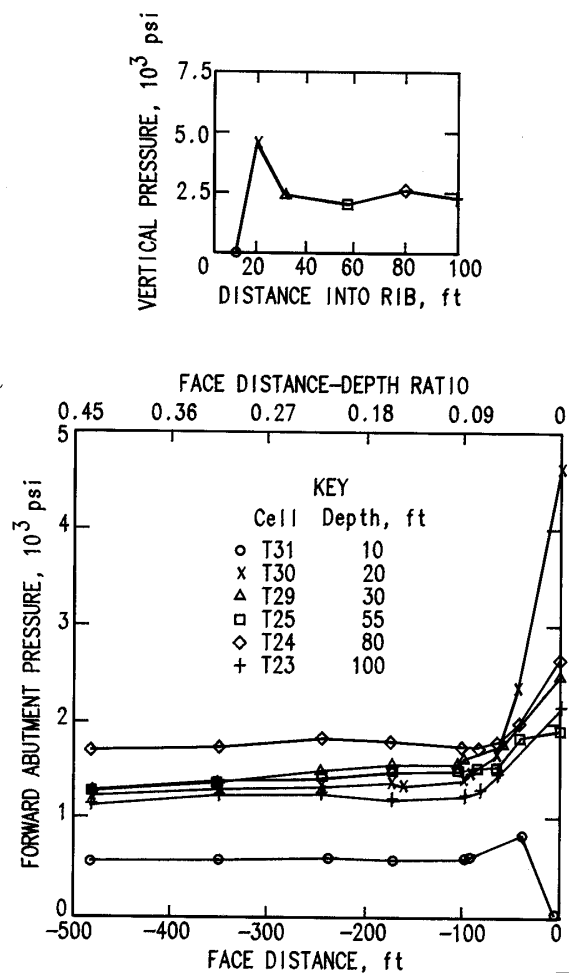 VERTICAL PRESSURE, 10³ psi
7.5
5.0
2.5
0 20 40 60 80 100
DISTANCE INTO RIB, ft
FACE DISTANCE-DEPTH RATIO
0.45 0.36 0.27 0.18 0.09 0
FORWARD ABUTMENT PRESSURE, 10³ psi
5
4
3
2
1
0
KEY
Cell Depth, ft
T31 10
T30 20
T29 30
T25 55
T24 80
T23 100
-500 -400 -300 -200 -100 0
FACE DISTANCE, ft